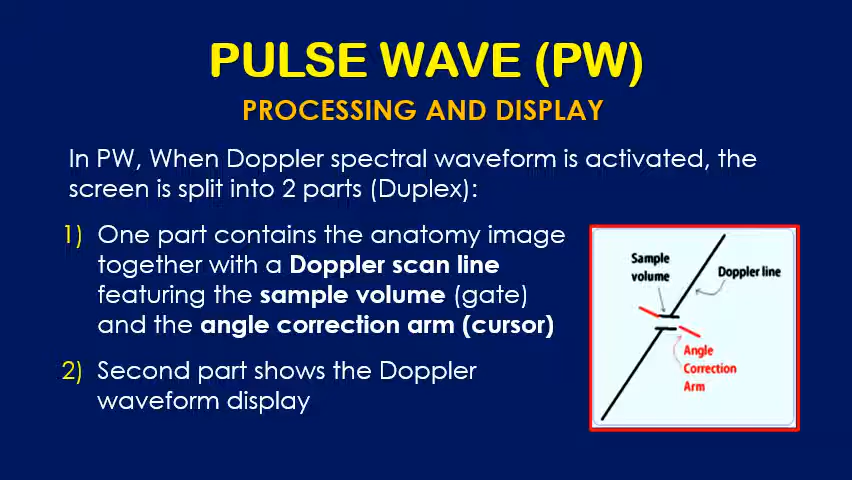 PULSE WAVE (PW)
PROCESSING AND DISPLAY
In PW, When Doppler spectral waveform is activated, the
screen is split into 2 parts (Duplex):
1) One part contains the anatomy image
together with a Doppler scan line
featuring the sample volume (gate)
and the angle correction arm (cursor)
2) Second part shows the Doppler
waveform display
Sample
volume
Doppler line
Angle
Correction
Arm